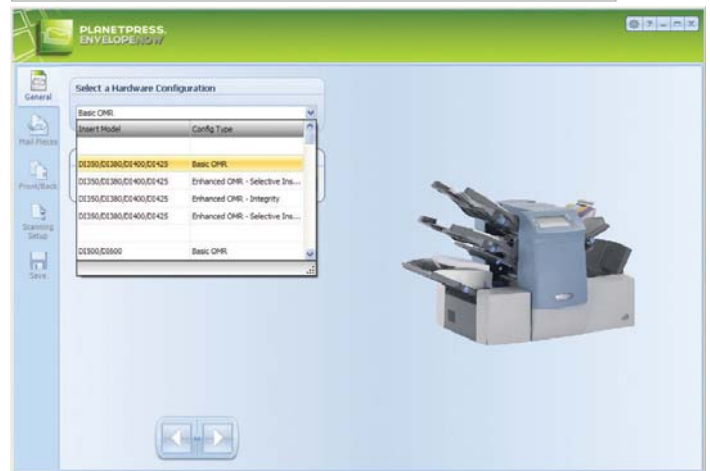 PLANETPRESS.
ENVELOPENOW
General
Select a Hardware Configuration
Basic OMR
Insert Model Config Type
Mail Pieces
DI350/DI380/DI400/DI425 Basic OMR
DI350/DI380/DI400/DI425 Enhanced OMR - Selective Ins...
Front/Back
DI350/DI380/DI400/DI425 Enhanced OMR - Integrity
DI350/DI380/DI400/DI425 Enhanced OMR - Selective Ins...
Scanning
Setup
DI500/DI600 Basic OMR
Save